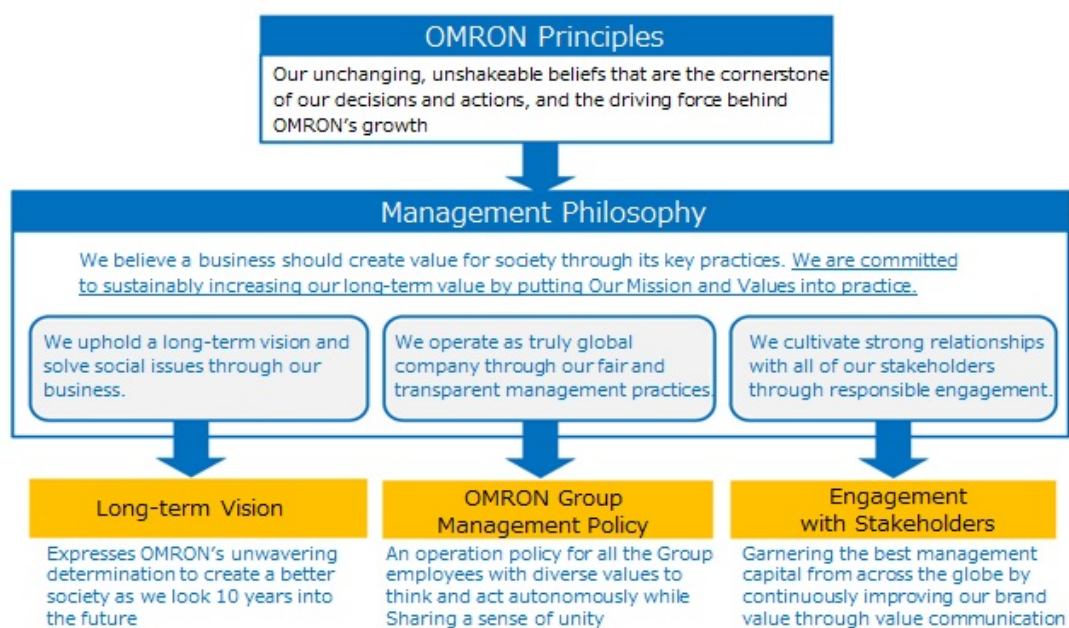 OMRON Principles
Our unchanging, unshakeable beliefs that are the cornerstone
of our decisions and actions, and the driving force behind
OMRON's growth
Management Philosophy
We believe a business should create value for society through its key practices. We are committed
to sustainably increasing our long-term value by putting Our Mission and Values into practice.
We uphold a long-term vision and
solve social issues through our
business.
We operate as truly global
company through our fair and
transparent management practices.
We cultivate strong relationships
with all of our stakeholders
through responsible engagement.
Long-term Vision
Expresses OMRON's unwavering
determination to create a better
society as we look 10 years into
the future
OMRON Group
Management Policy
An operation policy for all the Group
employees with diverse values to
think and act autonomously while
Sharing a sense of unity
Engagement
with Stakeholders
Garnering the best management
capital from across the globe by
continuously improving our brand
value through value communication